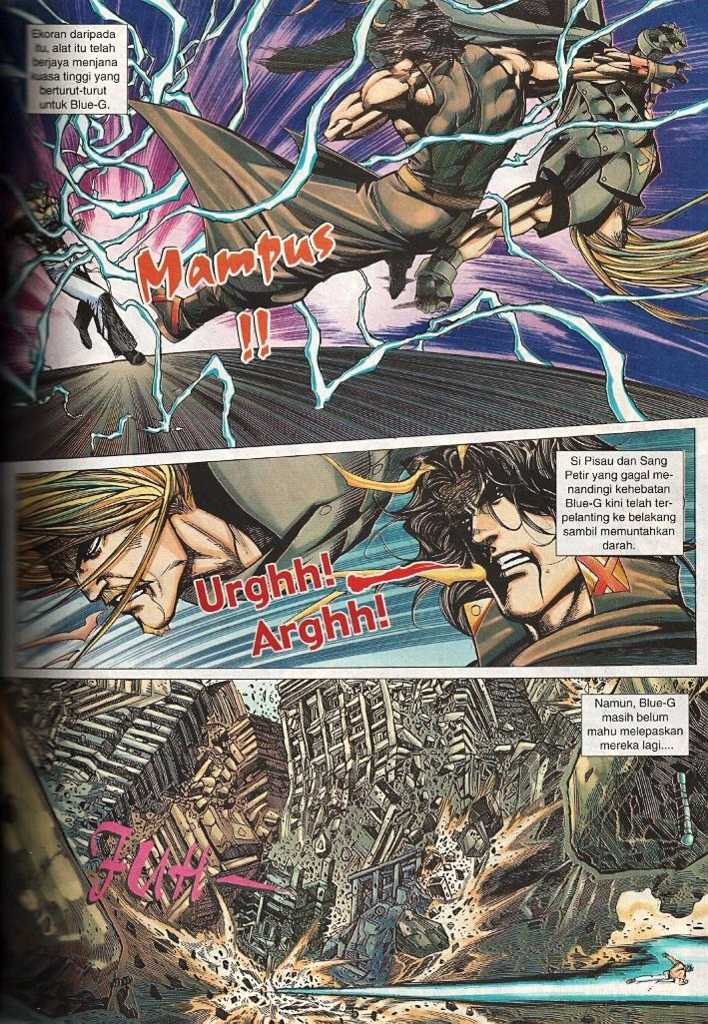 Ekoran daripada
itu, alat itu telah
berjaya menjana
kuasa tinggi yang
berturut-turut
untuk Blue-G.
Mampus
!!
Si Pisau dan Sang
Petir yang gagal me-
nandingi kehebatan
Blue-G kini telah ter-
pelanting ke belakang
sambil memuntahkan
darah.
Urghh!
Arghh!
Namun, Blue-G
masih belum
mahu melepaskan
mereka lagi....